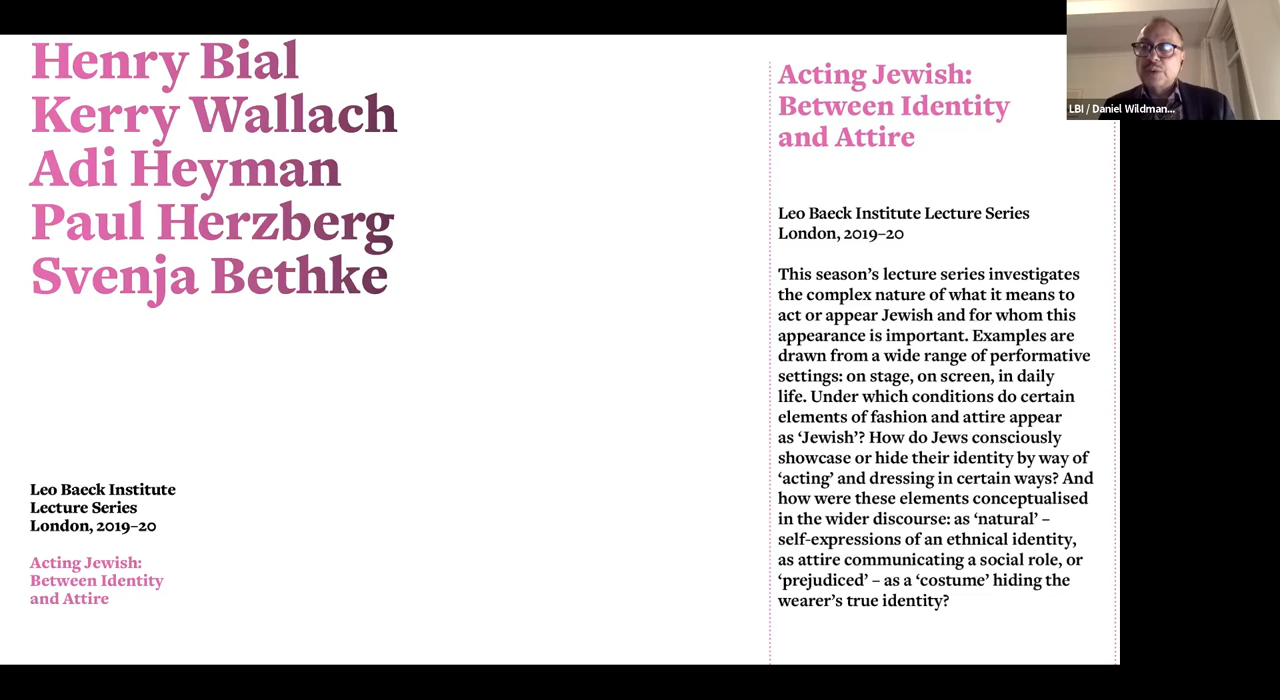 Henry Bial
Kerry Wallach
Adi Heyman
Paul Herzberg
Svenja Bethke
Leo Baeck Institute
Lecture Series
London, 2019–20
Acting Jewish:
Between Identity
and Attire
Acting Jewish:
Between Identity
and Attire
Leo Baeck Institute Lecture Series
London, 2019–20
This season’s lecture series investigates
the complex nature of what it means to
act or appear Jewish and for whom this
appearance is important. Examples are
drawn from a wide range of performative
settings: on stage, on screen, in daily
life. Under which conditions do certain
elements of fashion and attire appear
as ‘Jewish’? How do Jews consciously
showcase or hide their identity by way of
‘acting’ and dressing in certain ways? And
how were these elements conceptualised
in the wider discourse: as ‘natural’ –
self-expressions of an ethnical identity,
as attire communicating a social role, or
‘prejudiced’ – as a ‘costume’ hiding the
wearer’s true identity?
LBI / Daniel Wildman...